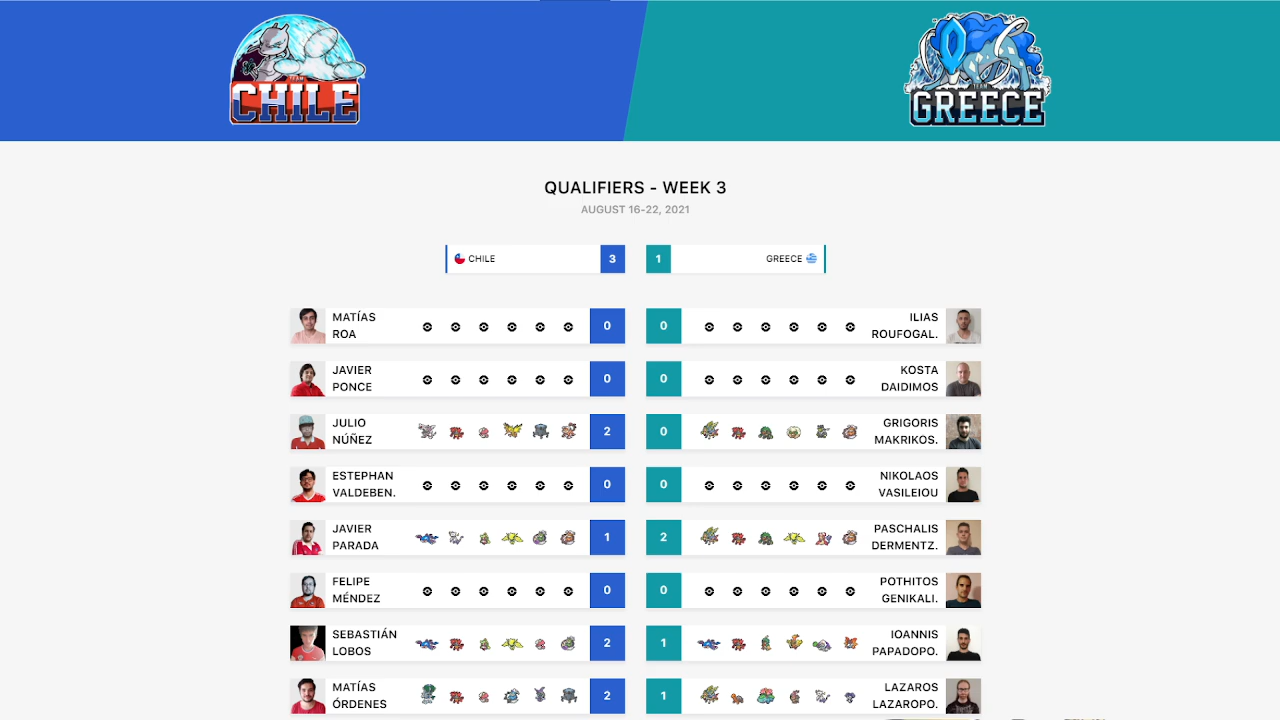 TEAM
CHILE
TEAM
GREECE
QUALIFIERS - WEEK 3
AUGUST 16-22, 2021
CHILE 3
1 GREECE
MATÍAS
ROA
0
0
ILIAS
ROUFOGAL.
JAVIER
PONCE
0
0
KOSTA
DAIDIMOS
JULIO
NÚÑEZ
2
0
GRIGORIS
MAKRIKOS.
ESTEPHAN
VALDEBEN.
0
0
NIKOLAOS
VASILEIOU
JAVIER
PARADA
1
2
PASCHALIS
DERMENTZ.
FELIPE
MÉNDEZ
0
0
POTHITOS
GENIKALI.
SEBASTIÁN
LOBOS
2
1
IOANNIS
PAPADOPO.
MATÍAS
ÓRDENES
2
1
LAZAROS
LAZAROPO.